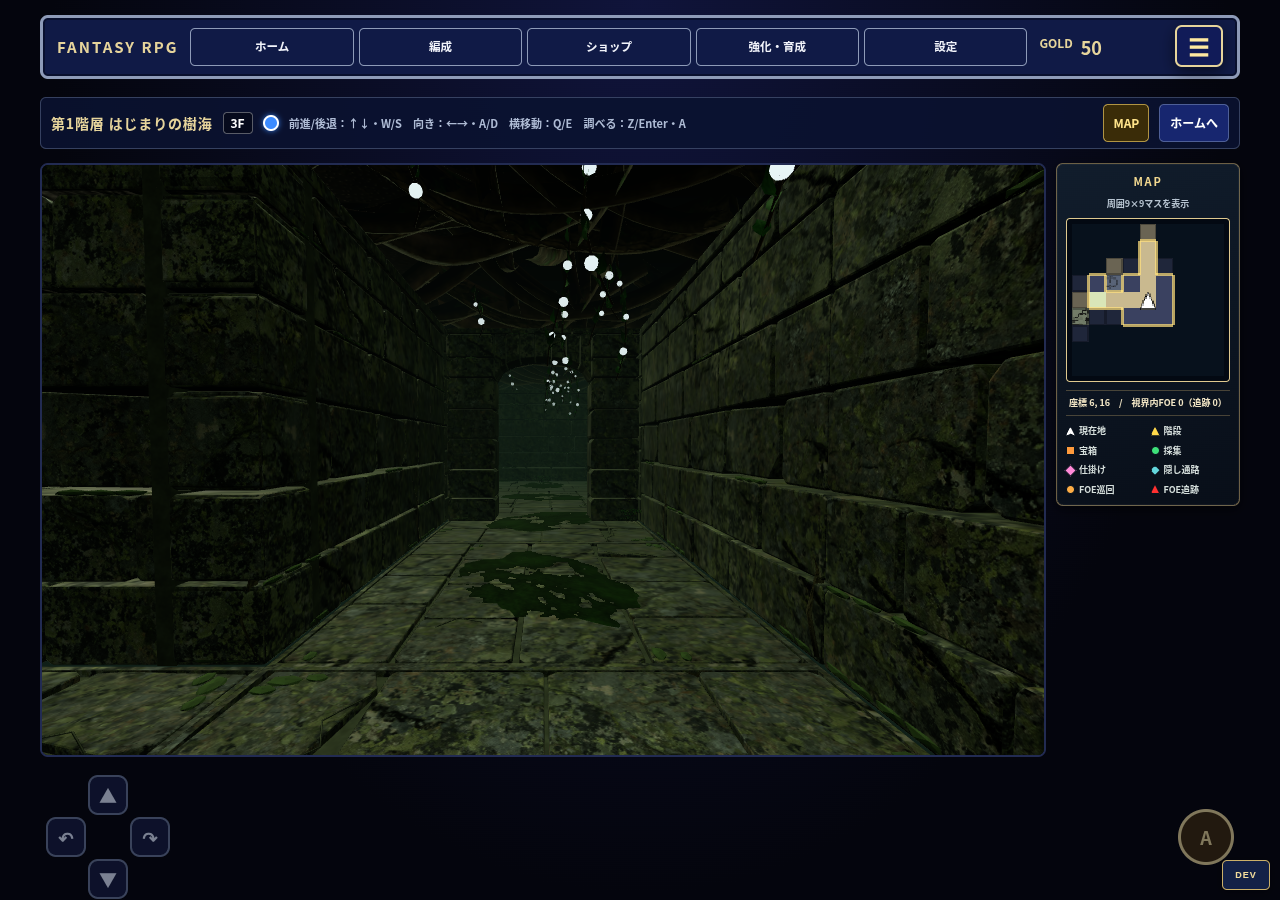 FANTASY RPG
ホーム
編成
ショップ
強化・育成
設定
GOLD 50
第1階層 はじまりの樹海
3F
前進/後退：↑↓・W/S 向き：←→・A/D 横移動：Q/E 調べる：Z/Enter・A
MAP
ホームへ
MAP
周囲9×9マスを表示
座標 6, 16 / 視界内FOE 0（追跡 0）
現在地
階段
宝箱
採集
仕掛け
隠し通路
FOE巡回
FOE追跡
A
DEV